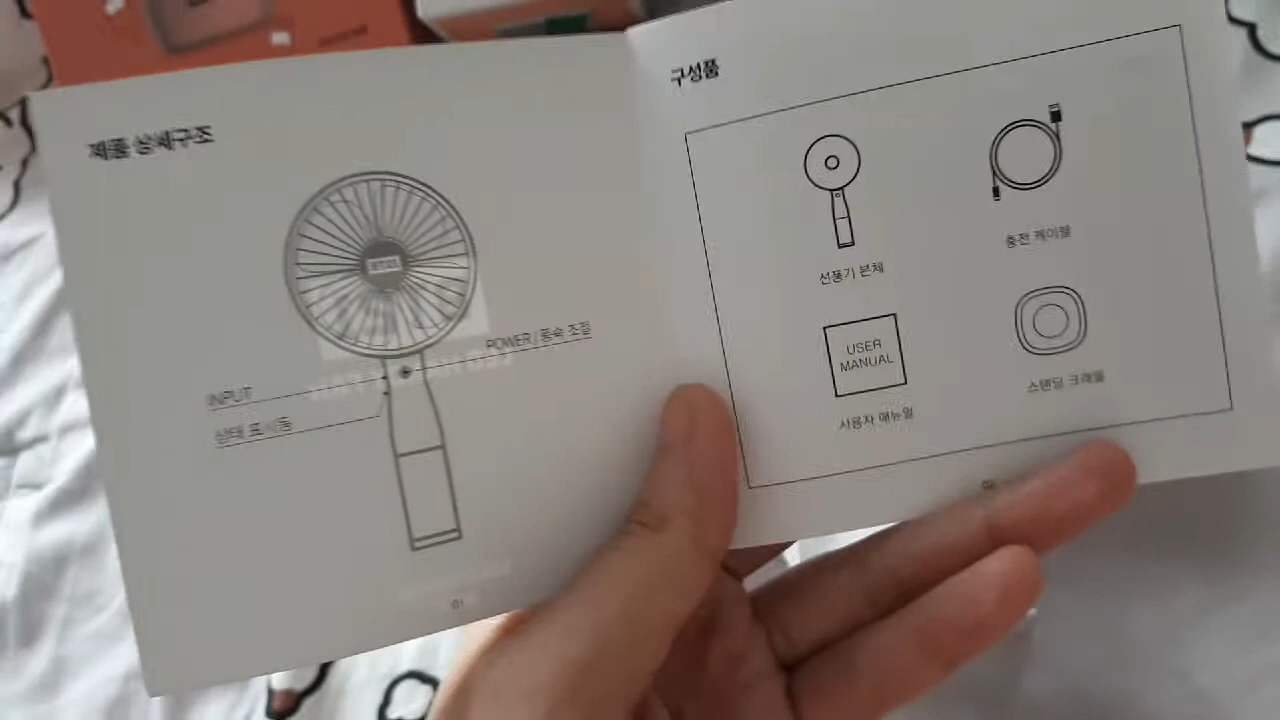 제품 상세구조
POWER / 풍속 조절
INPUT
상태 표시등
01
구성품
선풍기 본체
충전 케이블
USER
MANUAL
사용자 매뉴얼
스탠딩 크래들